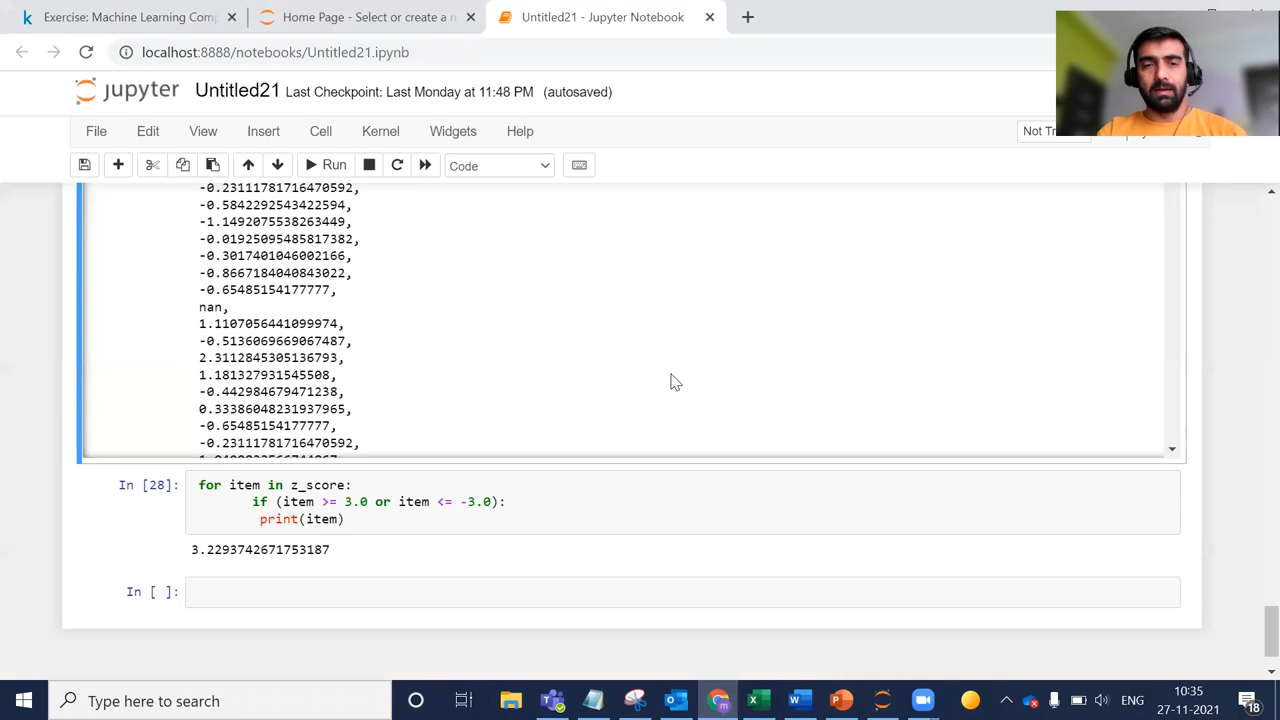 Exercise: Machine Learning Comp
Home Page - Select or create a n
Untitled21 - Jupyter Notebook
localhost:8888/notebooks/Untitled21.ipynb
jupyter Untitled21 Last Checkpoint: Last Monday at 11:48 PM (autosaved)
File Edit View Insert Cell Kernel Widgets Help
Run Code
-0.23111781716470592,
-0.5842292543422594,
-1.1492075538263449,
-0.01925095485817382,
-0.3017401046002166,
-0.8667184040843022,
-0.65485154177777,
nan,
1.1107056441099974,
-0.5136069669067487,
2.3112845305136793,
1.181327931545508,
-0.442984679471238,
0.33386048231937965,
-0.65485154177777,
-0.23111781716470592,
In [28]: for item in z_score:
if (item >= 3.0 or item <= -3.0):
print(item)
3.2293742671753187
In [ ]:
Type here to search
ENG
10:35
27-11-2021
18